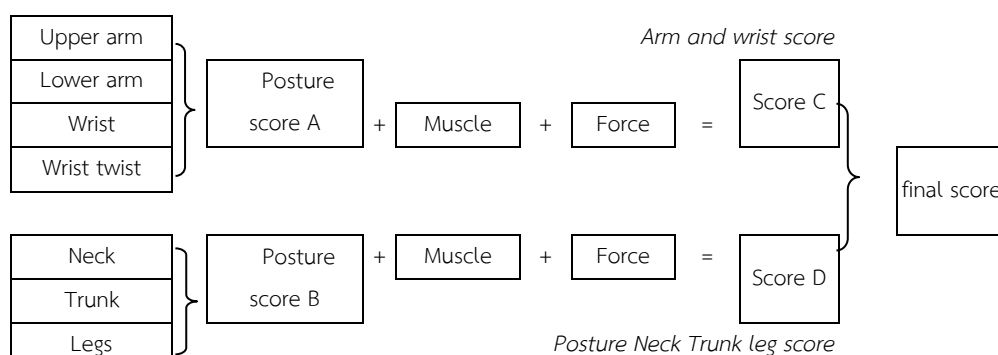 Upper arm
Lower arm
Wrist
Wrist twist
Posture
score A
+
Muscle
+
Force
=
Arm and wrist score
Score C
final score
Neck
Trunk
Legs
Posture
score B
+
Muscle
+
Force
=
Score D
Posture Neck Trunk leg score